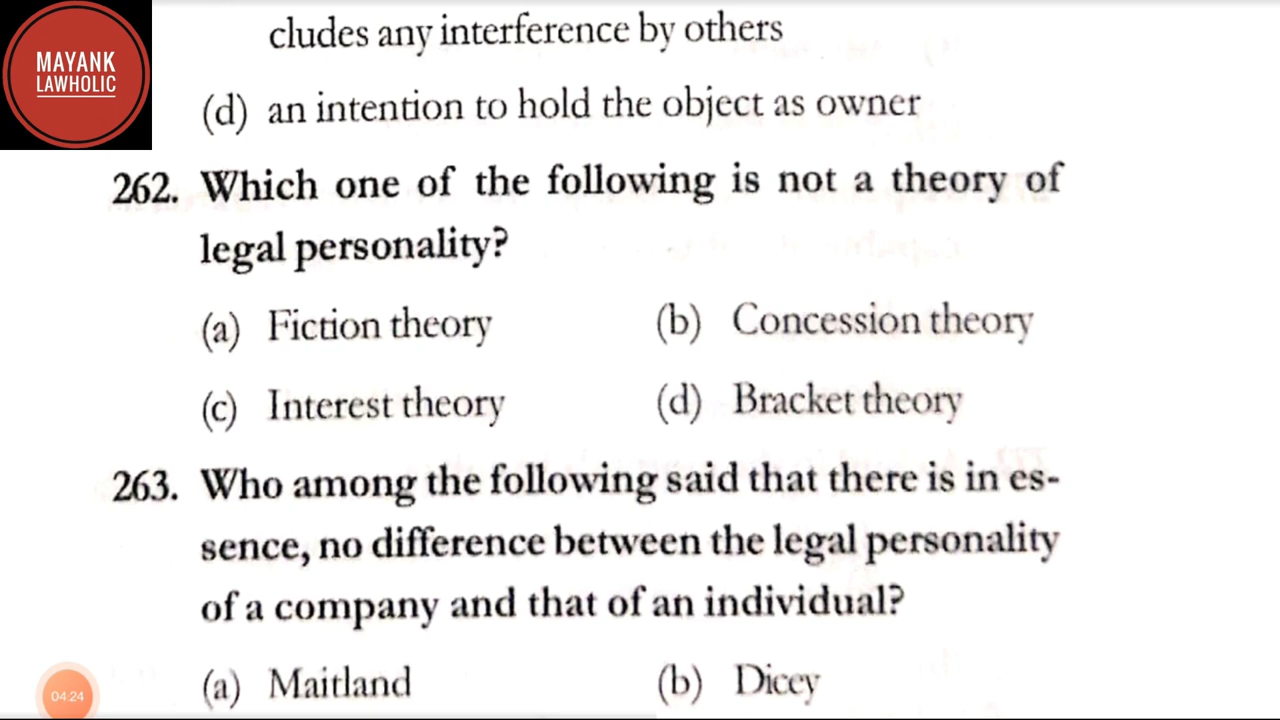 MAYANK
LAWHOLIC
cludes any interference by others
(d) an intention to hold the object as owner
262. Which one of the following is not a theory of
legal personality?
(a) Fiction theory (b) Concession theory
(c) Interest theory (d) Bracket theory
263. Who among the following said that there is in es-
sence, no difference between the legal personality
of a company and that of an individual?
(a) Maitland (b) Dicey
04:24